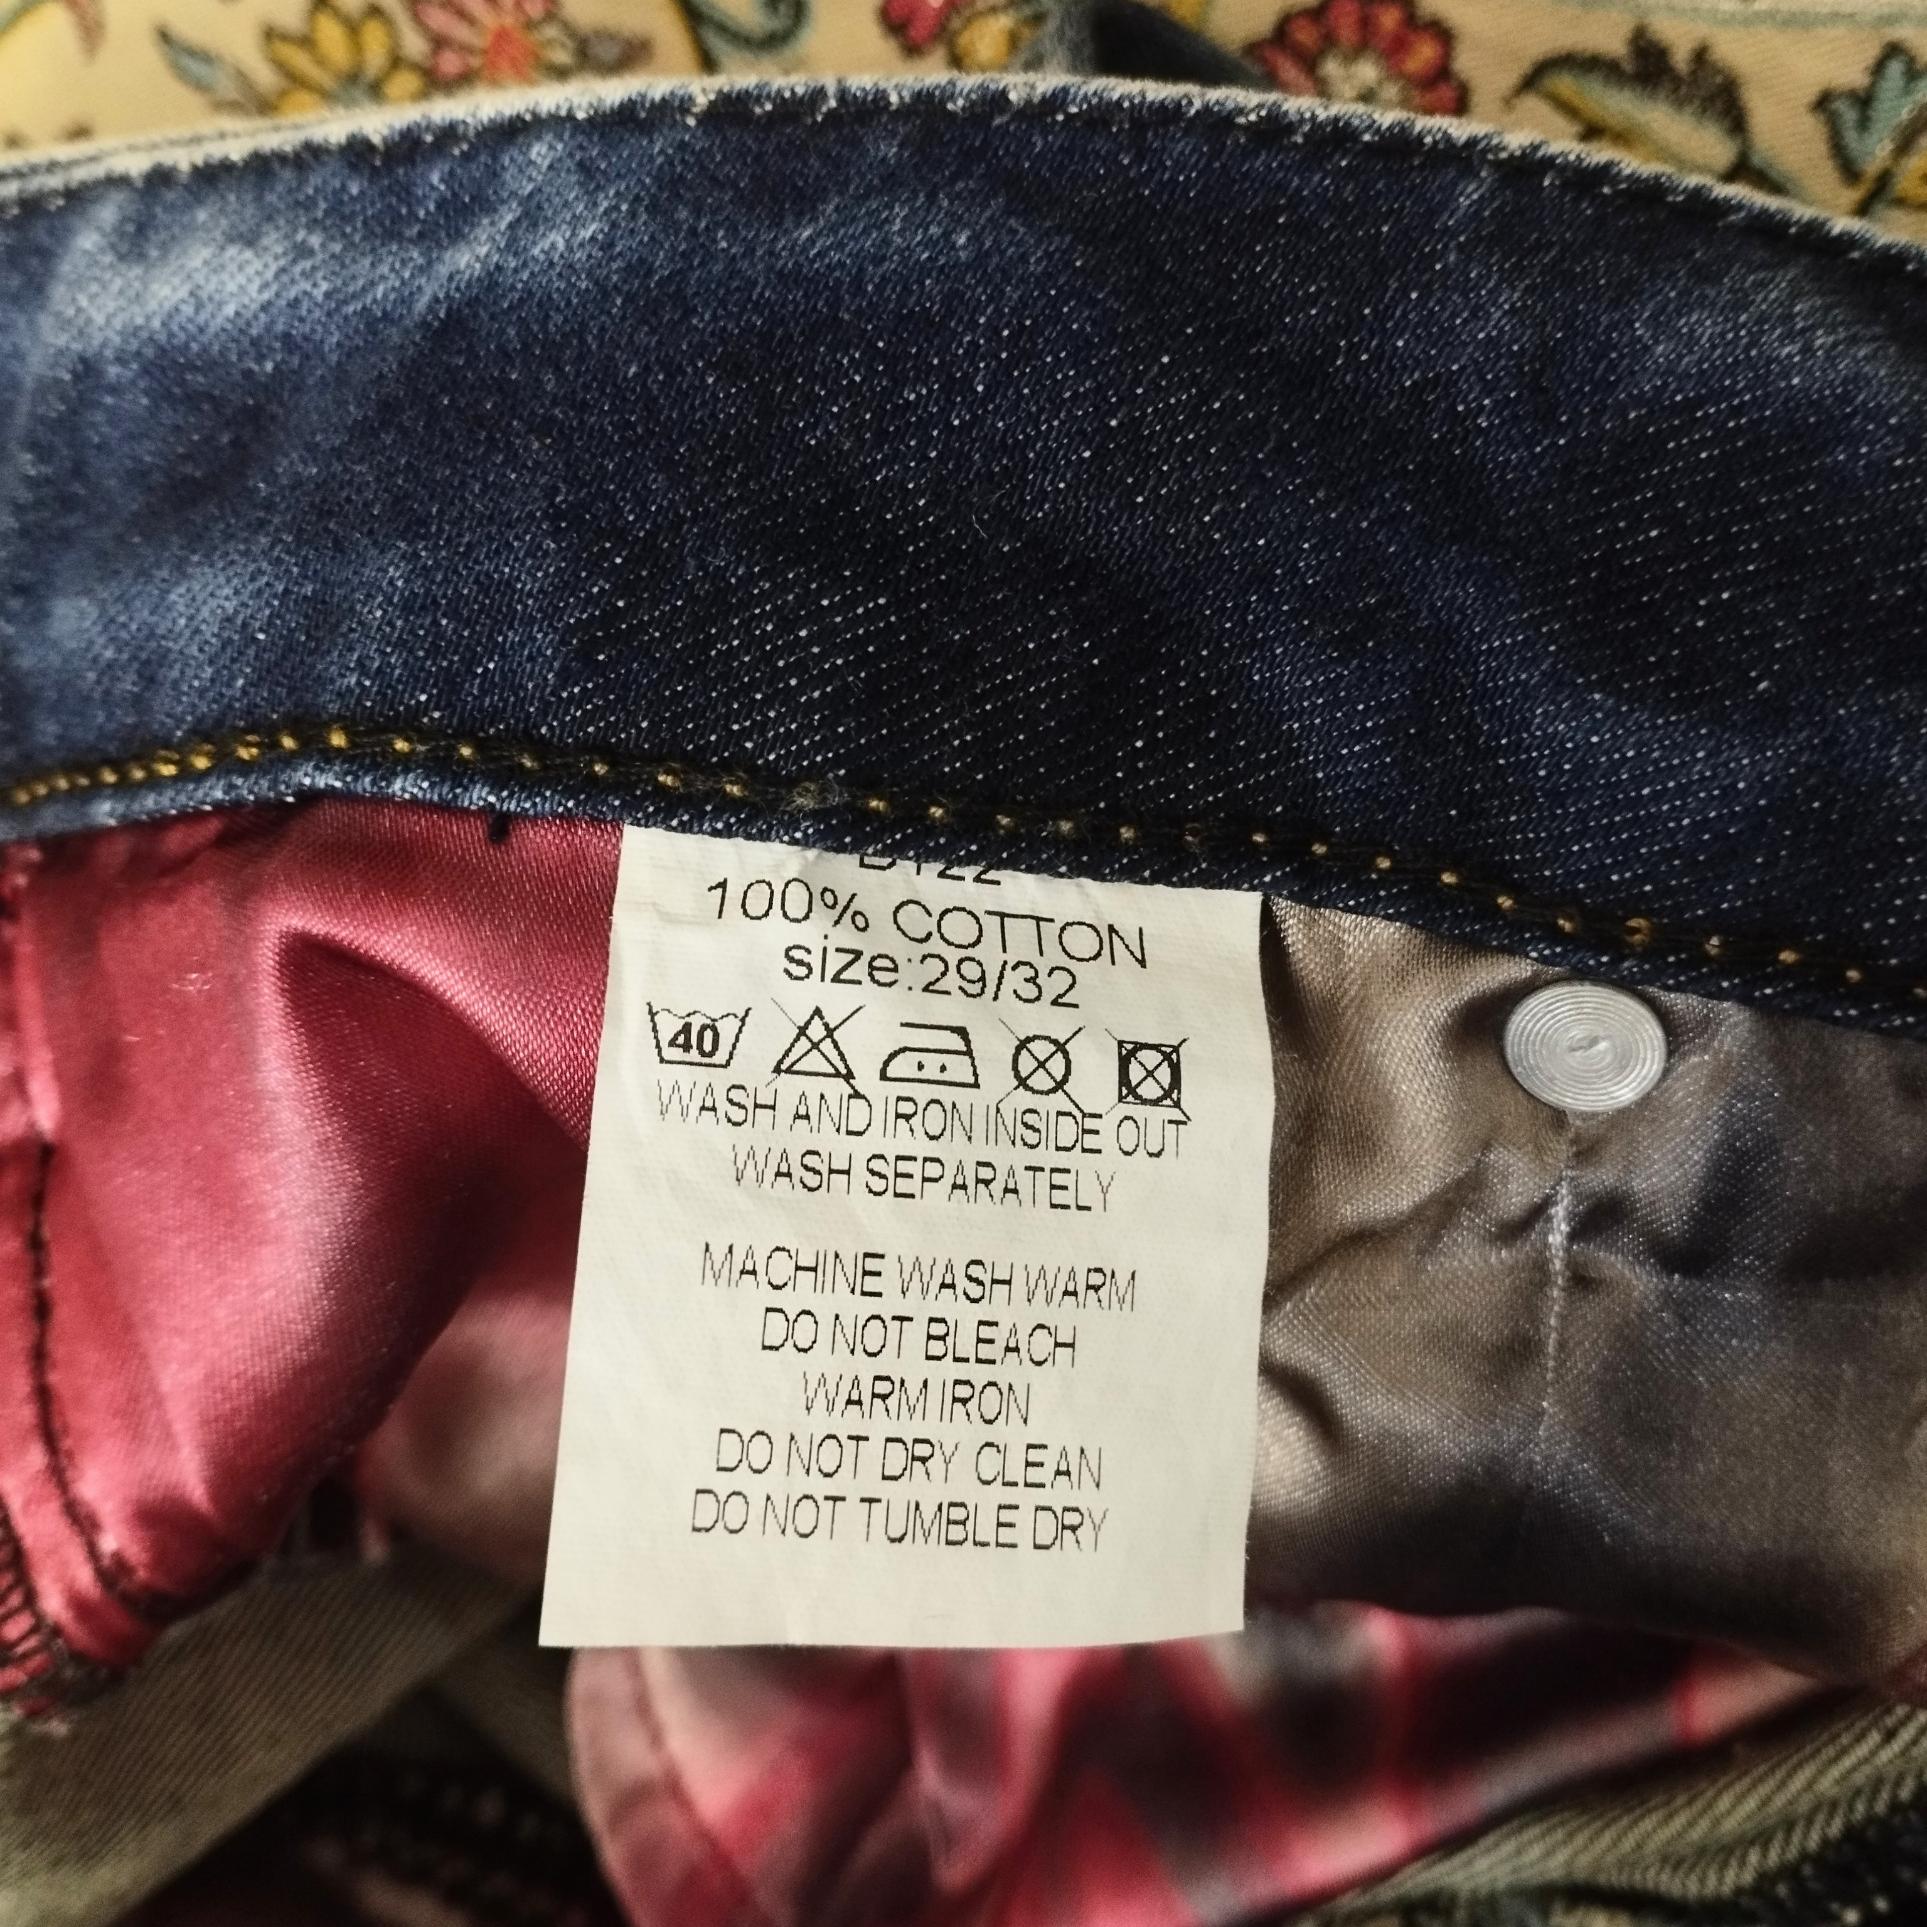 100% COTTON
size:29/32
40
WASH AND IRON INSIDE OUT
WASH SEPARATELY
MACHINE WASH WARM
DO NOT BLEACH
WARM IRON
DO NOT DRY CLEAN
DO NOT TUMBLE DRY